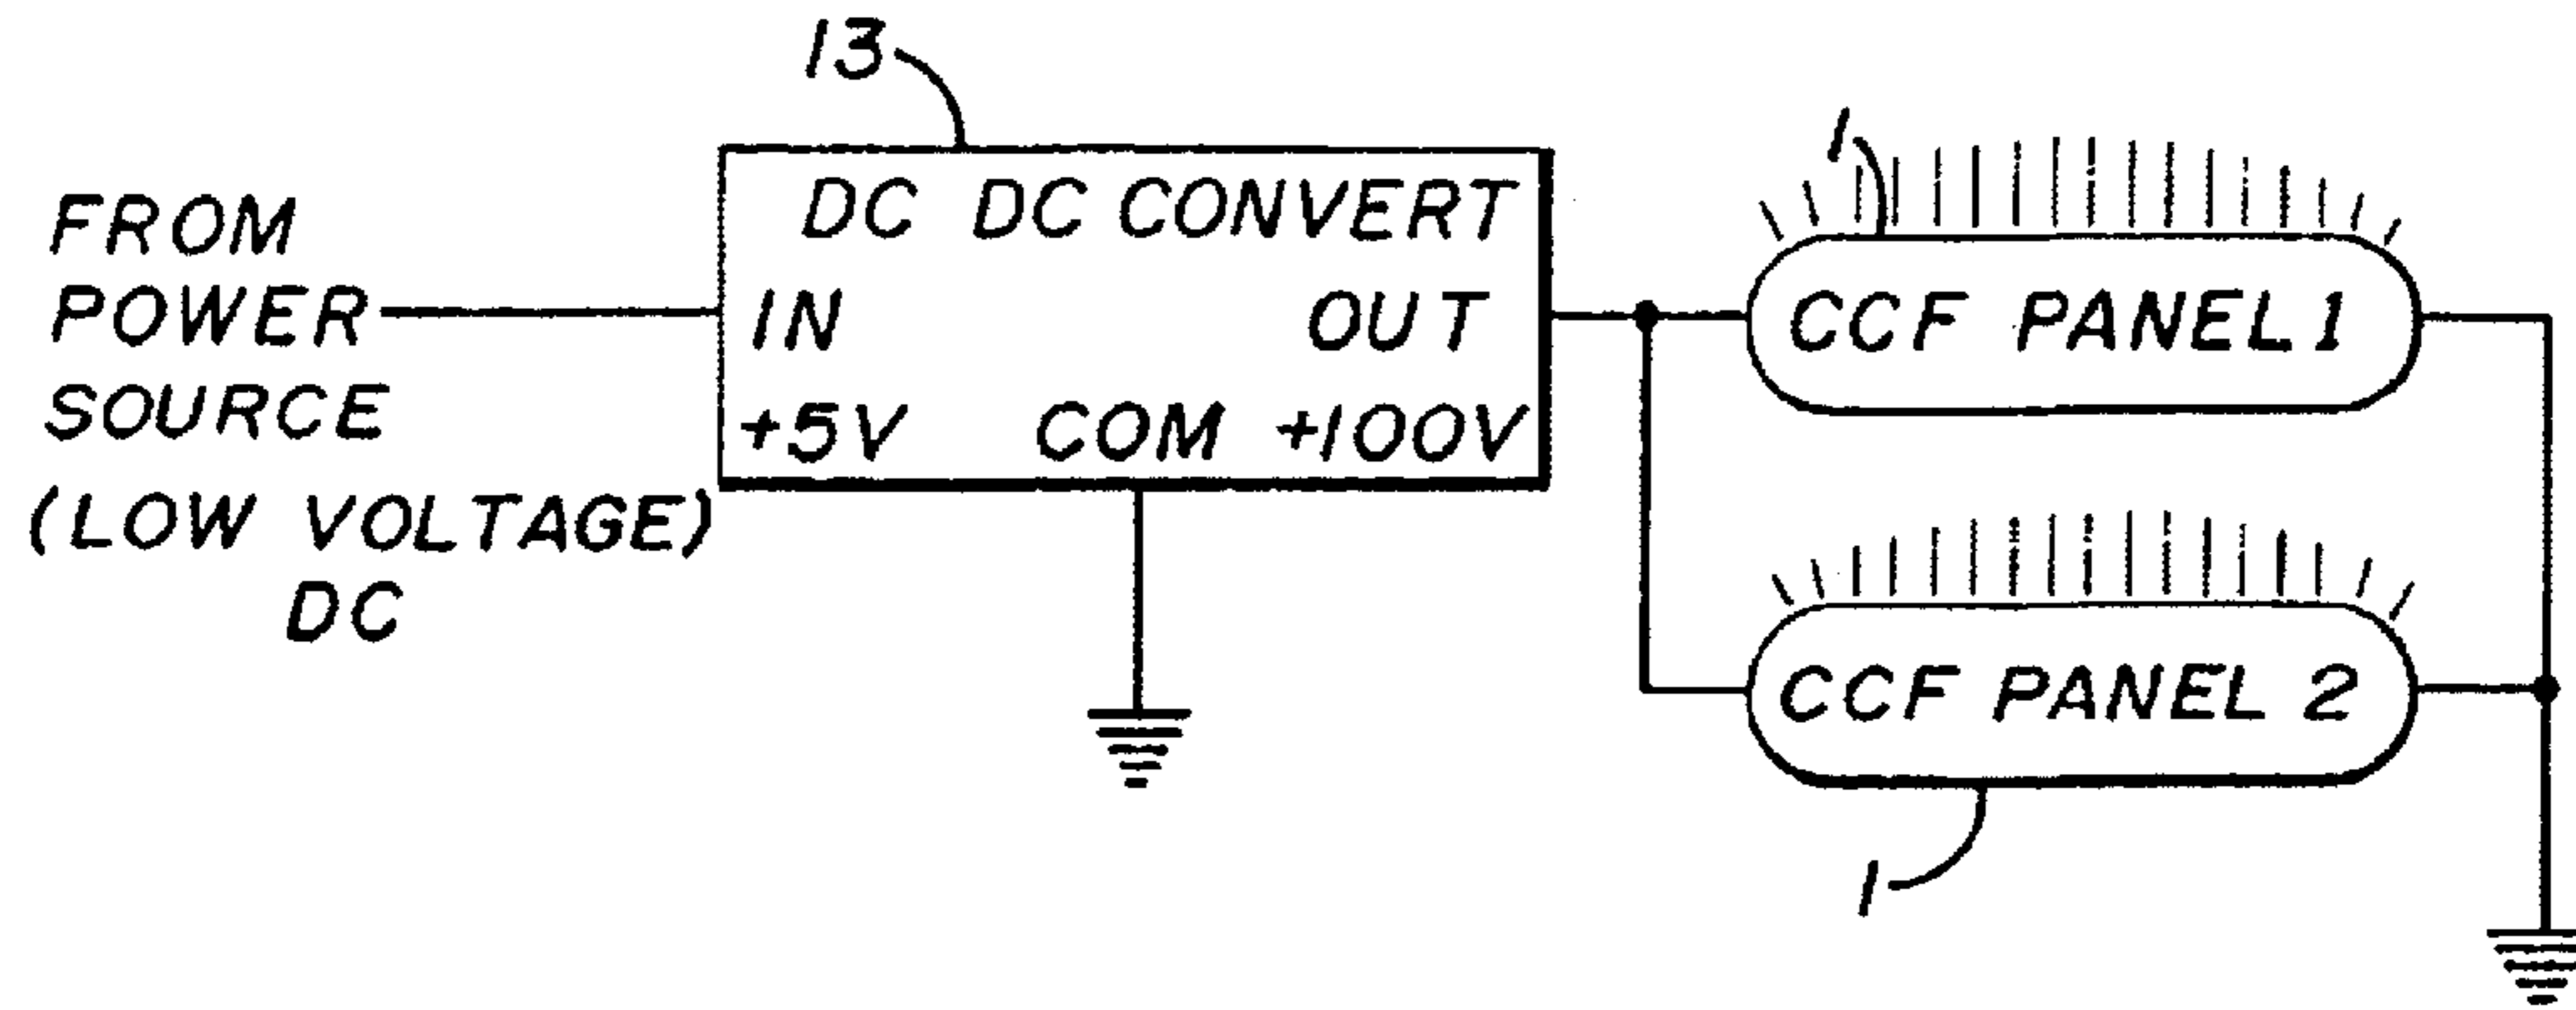 13
FROM
POWER
SOURCE
(LOW VOLTAGE)
DC
DC DC CONVERT
IN OUT
+5V COM +100V
1
CCF PANEL 1
CCF PANEL 2
1